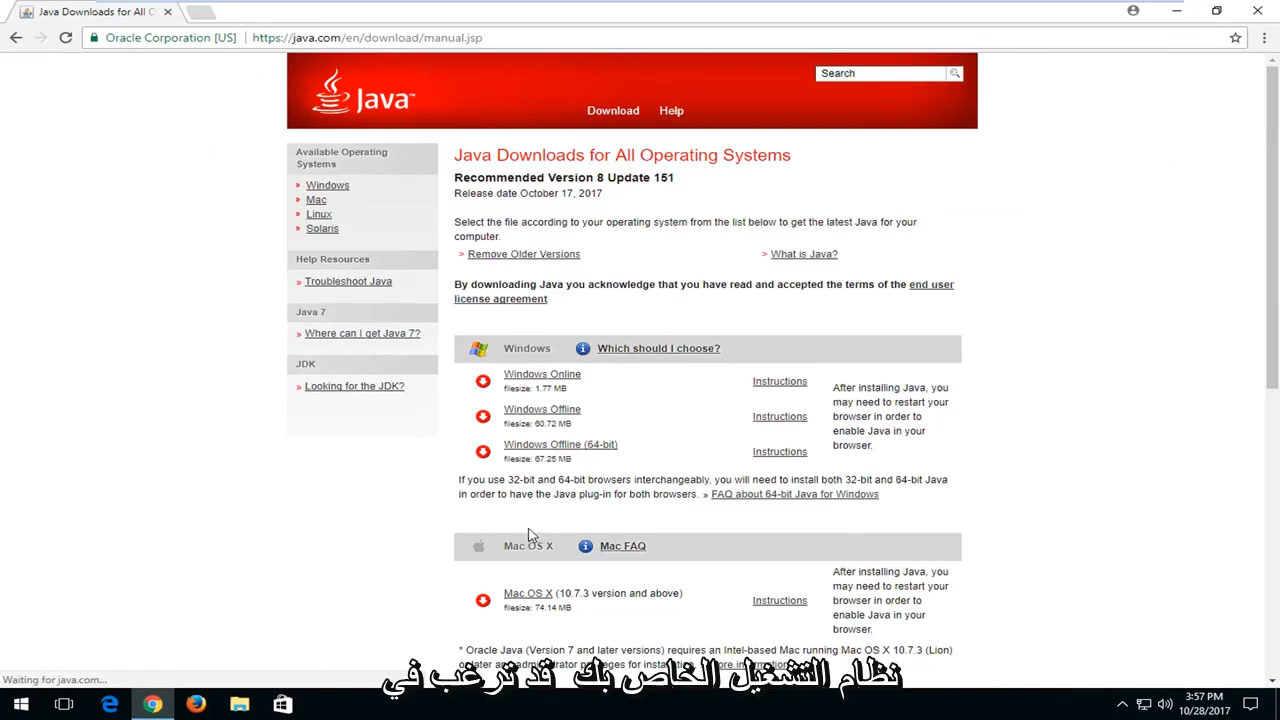 Java Downloads for All O
Oracle Corporation [US] https://java.com/en/download/manual.jsp
Java™
Search
Download Help
Available Operating
Systems
Windows
Mac
Linux
Solaris
Help Resources
Troubleshoot Java
Java 7
Where can I get Java 7?
JDK
Looking for the JDK?
Java Downloads for All Operating Systems
Recommended Version 8 Update 151
Release date October 17, 2017
Select the file according to your operating system from the list below to get the latest Java for your
computer.
Remove Older Versions What is Java?
By downloading Java you acknowledge that you have read and accepted the terms of the end user
license agreement
Windows Which should I choose?
Windows Online
filesize: 1.77 MB
Instructions
Windows Offline
filesize: 60.72 MB
Instructions
Windows Offline (64-bit)
filesize: 67.25 MB
Instructions
After installing Java, you
may need to restart your
browser in order to
enable Java in your
browser.
If you use 32-bit and 64-bit browsers interchangeably, you will need to install both 32-bit and 64-bit Java
in order to have the Java plug-in for both browsers. » FAQ about 64-bit Java for Windows
Mac OS X Mac FAQ
Mac OS X (10.7.3 version and above)
filesize: 74.14 MB
Instructions
After installing Java, you
may need to restart your
browser in order to
enable Java in your
browser.
* Oracle Java (Version 7 and later versions) requires an Intel-based Mac running Mac OS X 10.7.3 (Lion)
or later privileges for
نظام التشغيل الخاص بك قد ترغب في
Waiting for java.com...
3:57 PM
10/28/2017